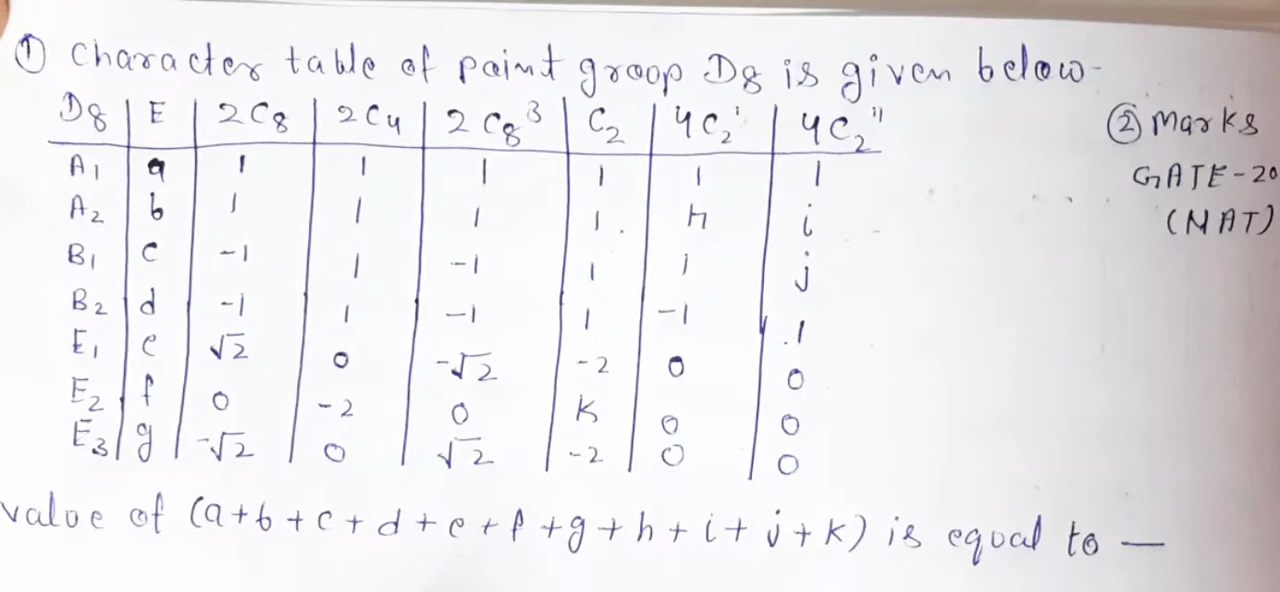 ① Character table of point groop D8 is given below-
D8 | E | 2C8 | 2C4 | 2C8³ | C2 | 4C2' | 4C2"
② Marks
A1 | a | 1 | 1 | 1 | 1 | 1 | 1
GATE-20
A2 | b | 1 | 1 | 1 | 1 | h | i
(NAT)
B1 | c | -1 | 1 | -1 | 1 | 1 | j
B2 | d | -1 | 1 | -1 | 1 | -1 | 1
E1 | e | √2 | 0 | -√2 | -2 | 0 | 0
E2 | f | 0 | -2 | 0 | K | 0 | 0
E3 | g | -√2 | 0 | √2 | -2 | 0 | 0
value of (a+b+c+d+e+f+g+h+i+j+k) is equal to —